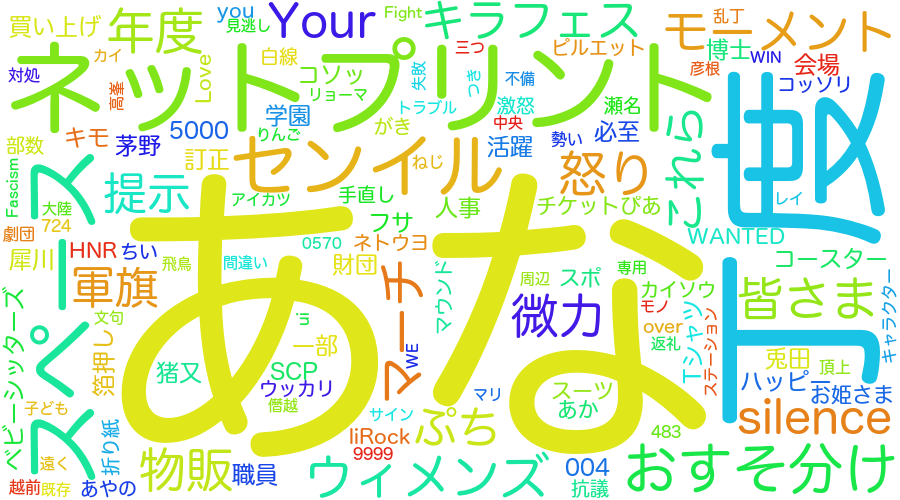 買い上げ
年度
you
見逃し
Your
Fight
キラフェス
モーメント
乱丁
対処
カイ
高峯
ネットプリント
Love
白線
コソッ
リョーマ
失敗
つき
三つ
ピルエット
不備
彦根
博士
WIN
会場
コッソリ
部数
キモ
茅野
5000
学園
りんご
がき
トラブル
激怒
中央
勢い
瀬名
必至
これら
丁度
Fascism
スペース
提示
訂正
センイル
ねじ
活躍
怒り
レイ
大陸
724
劇団
アイカツ
手直し
人事
チケットぴあ
犀川
HNR
ちい
あな
0570
フサ
ネトウヨ
WANTED
コースター
軍旗
飛鳥
間違い
財団
マウンド
周辺
スポ
専用
カイソウ
皆さま
ベビーシッターズ
文句
箔押し
ui
マーチ
微力
モノ
over
返礼
Tシャツ
ステーション
キャラクター
猪又
一部
SCP
WE
兎田
頂上
子ども
折り紙
ウッカリ
僭越
サイン
マリ
スーツ
あか
ハッピー
お姫さま
遠く
物販
liRock
ぷち
483
silence
越前
既存
あやの
職員
9999
ウィメンズ
004
抗議
おすそ分け